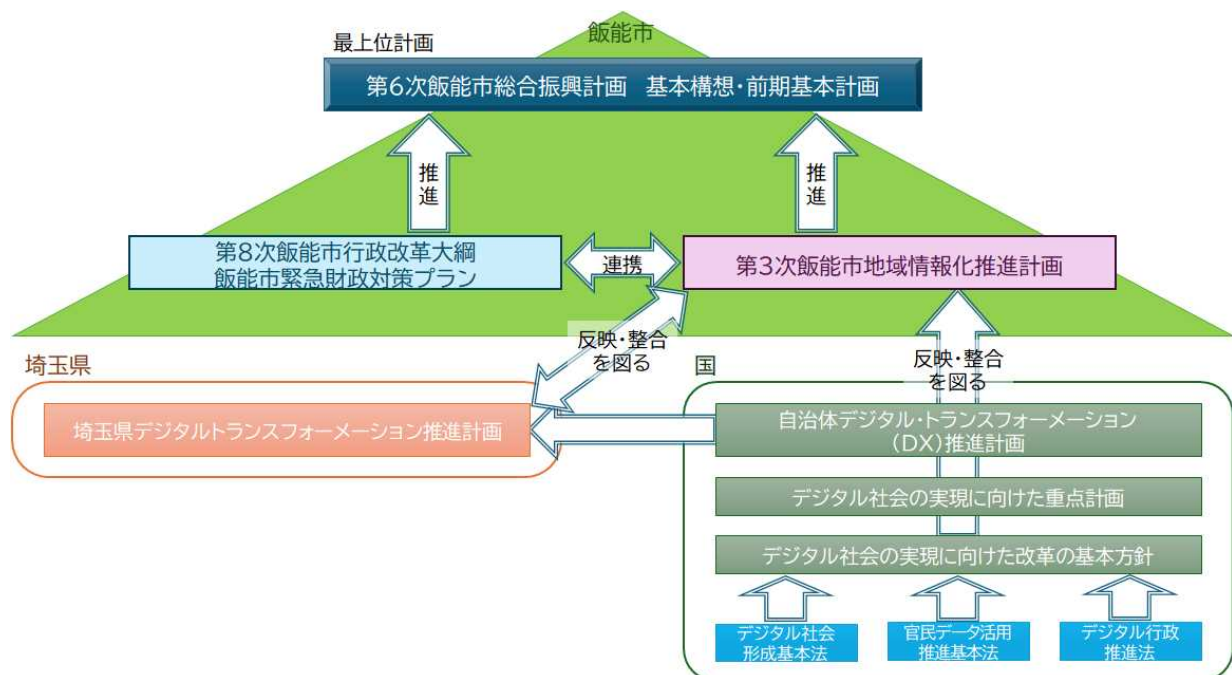 飯能市
最上位計画
第6次飯能市総合振興計画　基本構想・前期基本計画
推進
推進
第8次飯能市行政改革大綱
飯能市緊急財政対策プラン
連携
第3次飯能市地域情報化推進計画
反映・整合
を図る
反映・整合
を図る
埼玉県
国
埼玉県デジタルトランスフォーメーション推進計画
自治体デジタル・トランスフォーメーション
(DX)推進計画
デジタル社会の実現に向けた重点計画
デジタル社会の実現に向けた改革の基本方針
デジタル社会
形成基本法
官民データ活用
推進基本法
デジタル行政
推進法